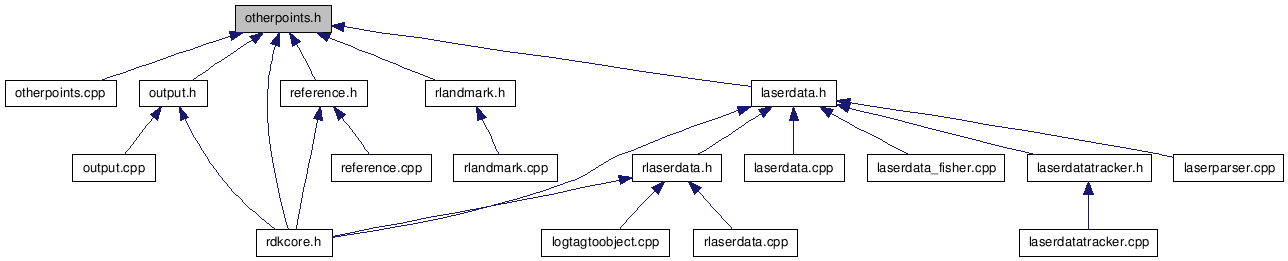 otherpoints.h
otherpoints.cpp
output.h
reference.h
rlandmark.h
laserdata.h
output.cpp
reference.cpp
rlandmark.cpp
rlaserdata.h
laserdata.cpp
laserdata_fisher.cpp
laserdatatracker.h
laserparser.cpp
rdkcore.h
logtagtoobject.cpp
rlaserdata.cpp
laserdatatracker.cpp